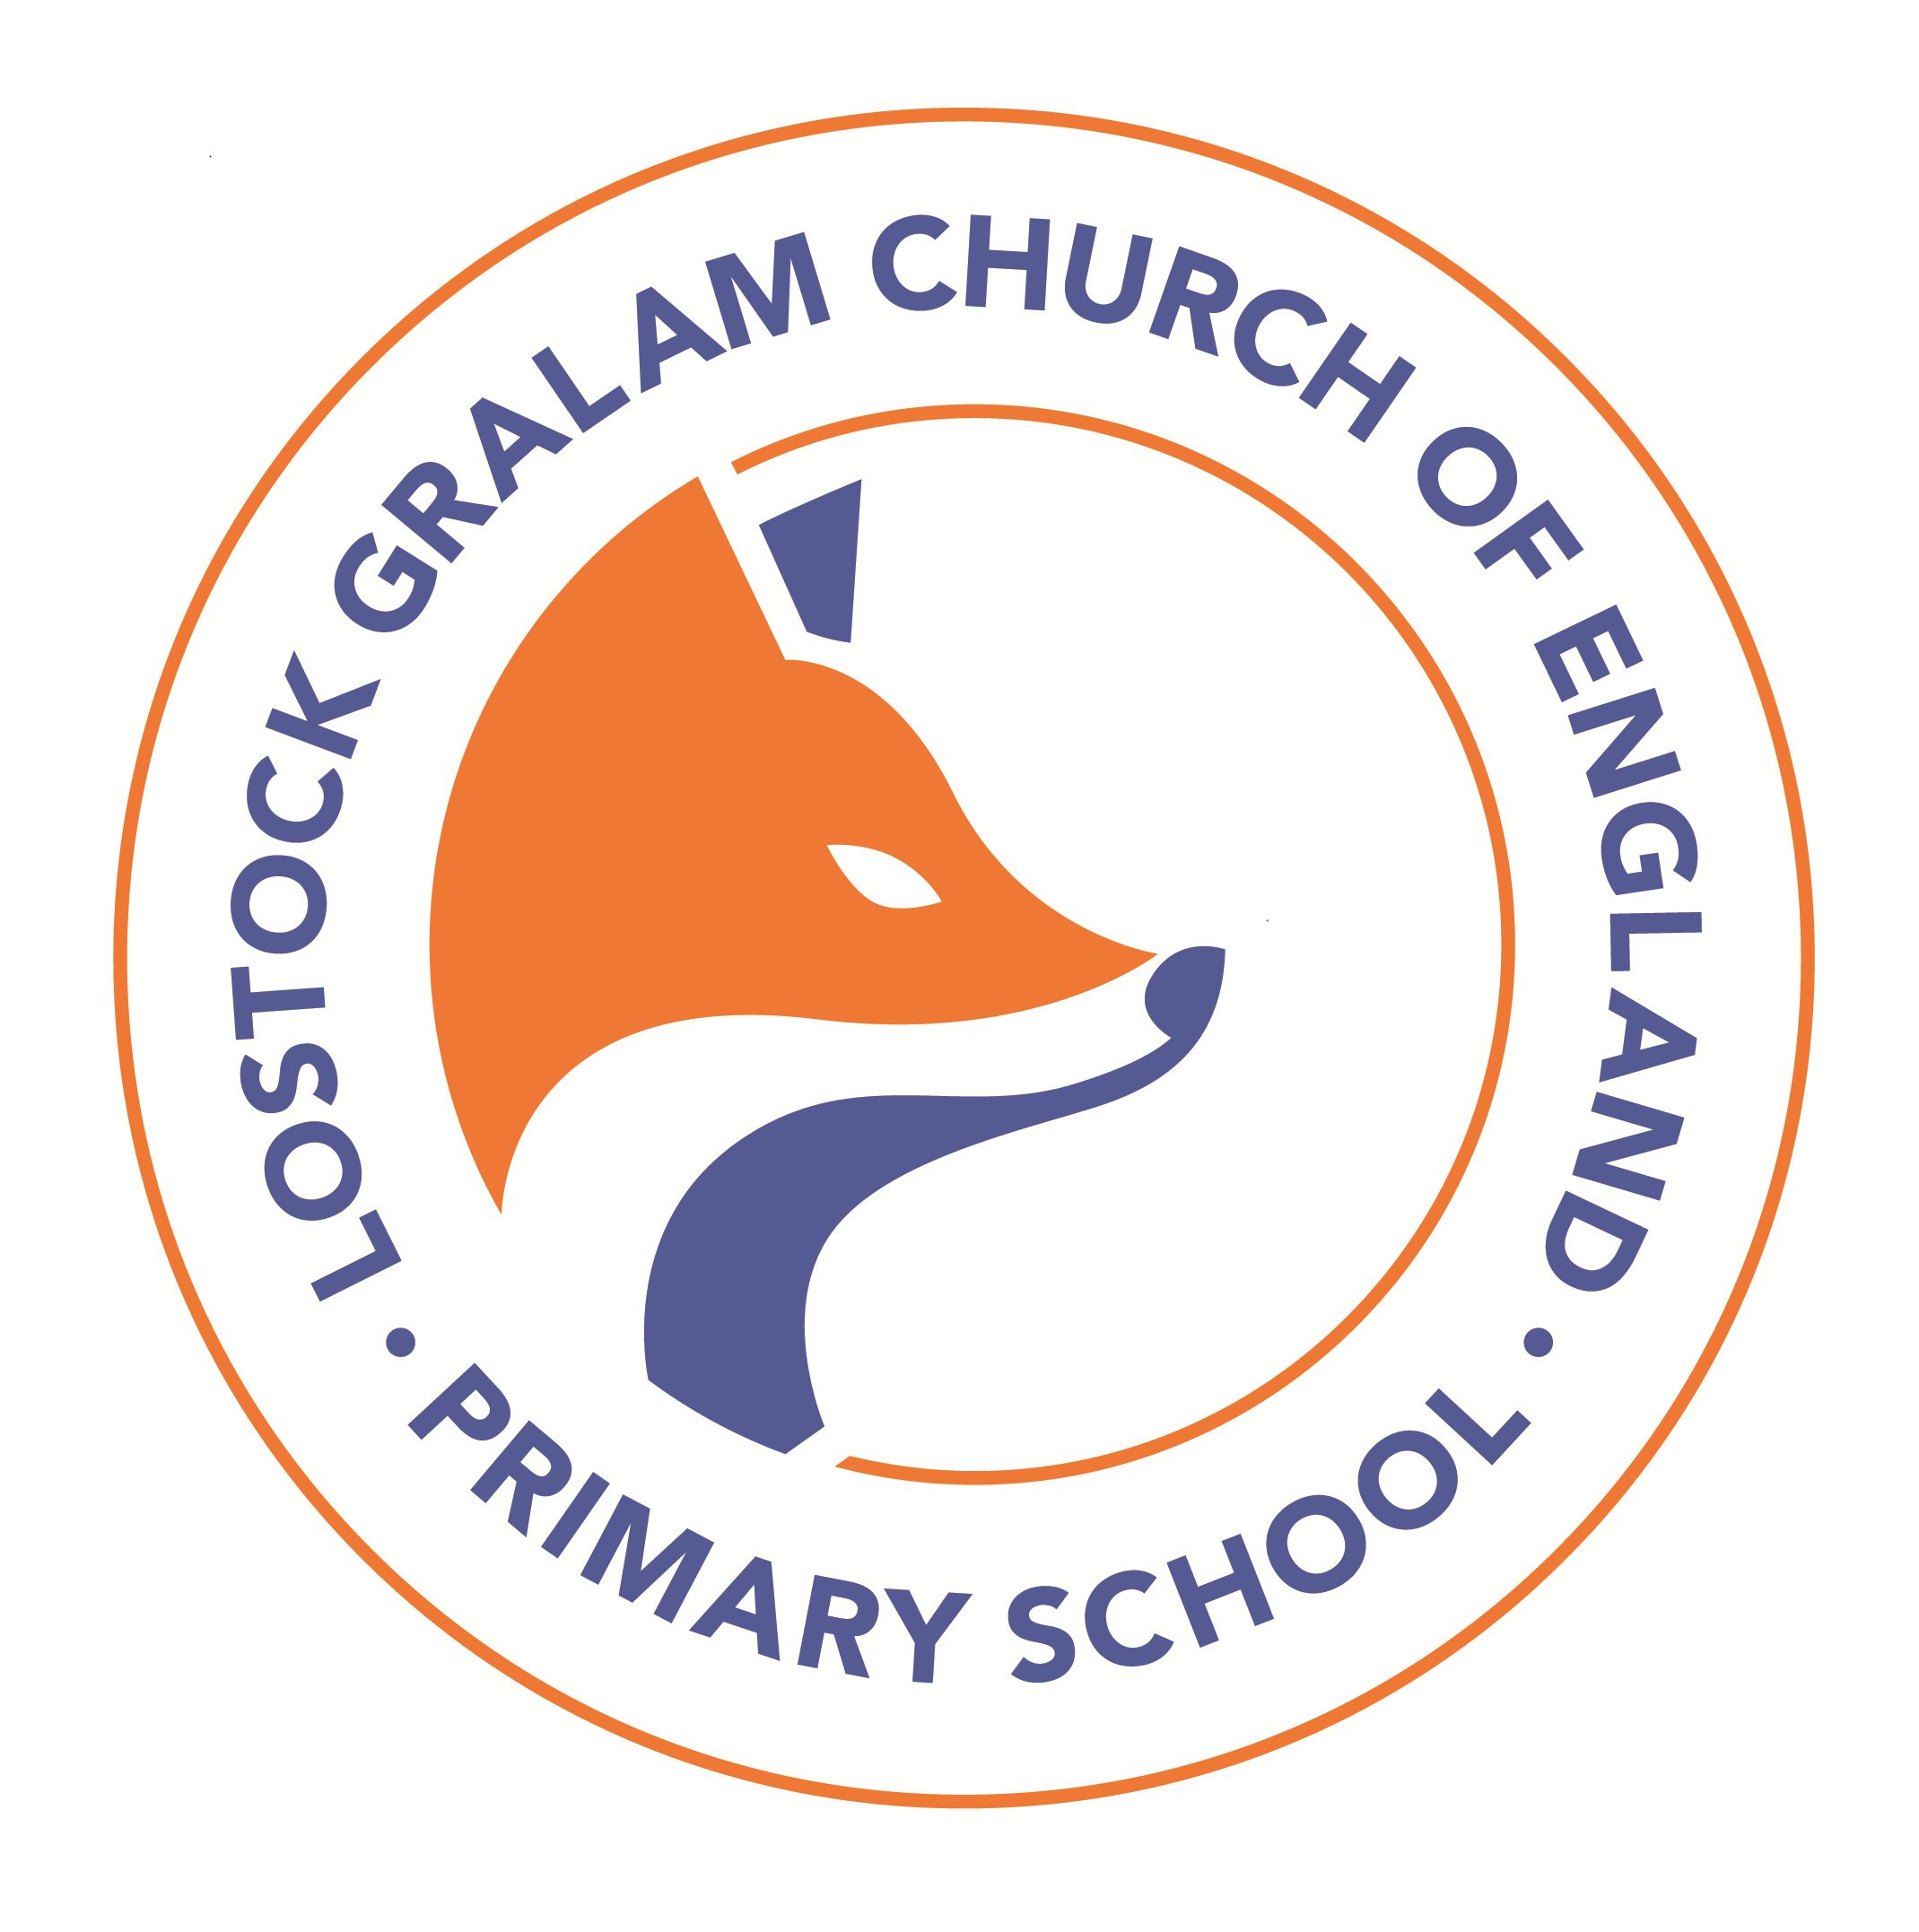 LOSTOCK GRALAM CHURCH OF ENGLAND
• PRIMARY SCHOOL •